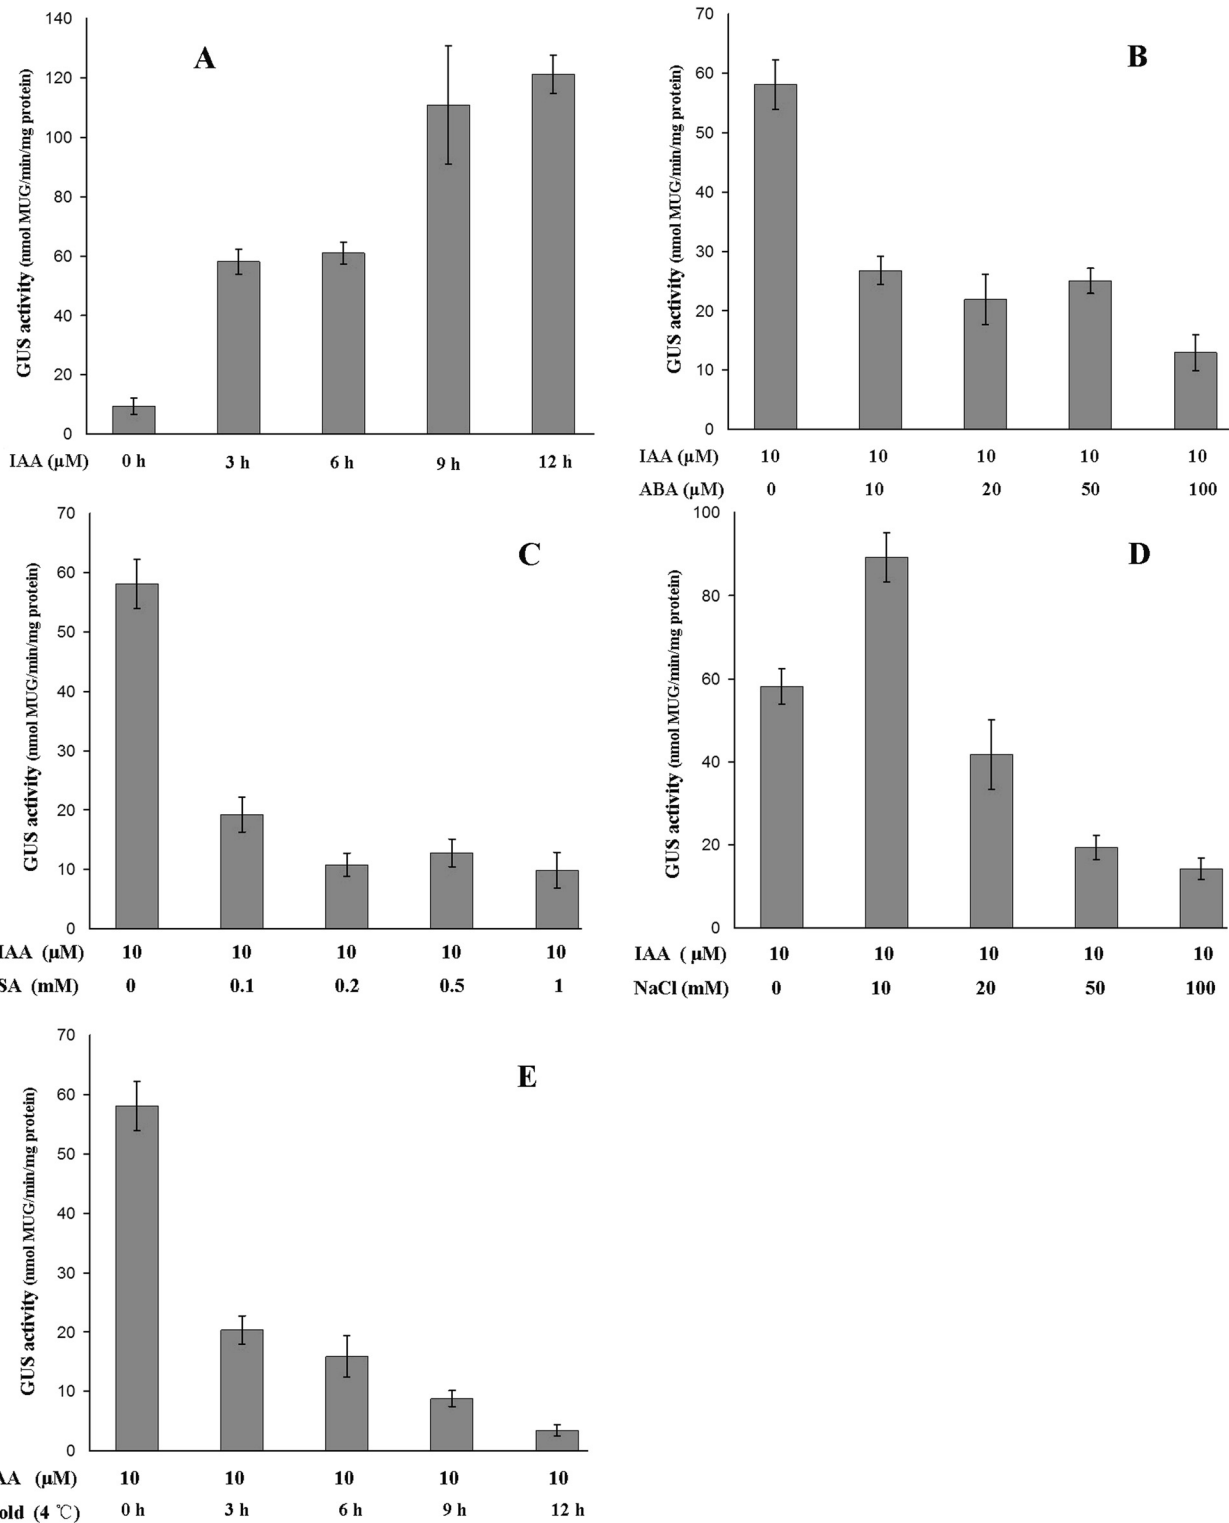 A
GUS activity (nmol MUG/min/mg protein)
140
120
100
80
60
40
20
0
IAA (µM) 0 h 3 h 6 h 9 h 12 h
B
GUS activity (nmol MUG/min/mg protein)
70
60
50
40
30
20
10
0
IAA (µM) 10 10 10 10 10
ABA (µM) 0 10 20 50 100
C
GUS activity (nmol MUG/min/mg protein)
70
60
50
40
30
20
10
0
IAA (µM) 10 10 10 10 10
SA (mM) 0 0.1 0.2 0.5 1
D
GUS activity (nmol MUG/min/mg protein)
100
80
60
40
20
0
IAA ( µM) 10 10 10 10 10
NaCl (mM) 0 10 20 50 100
E
GUS activity (nmol MUG/min/mg protein)
70
60
50
40
30
20
10
0
AA (µM) 10 10 10 10 10
old (4 ℃) 0 h 3 h 6 h 9 h 12 h